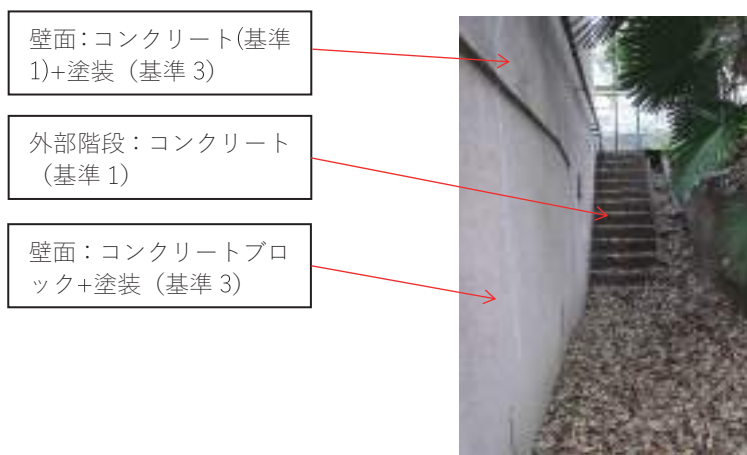 壁面：コンクリート(基準
1)+塗装（基準 3）
外部階段：コンクリート
（基準 1）
壁面：コンクリートブロ
ック+塗装（基準 3）